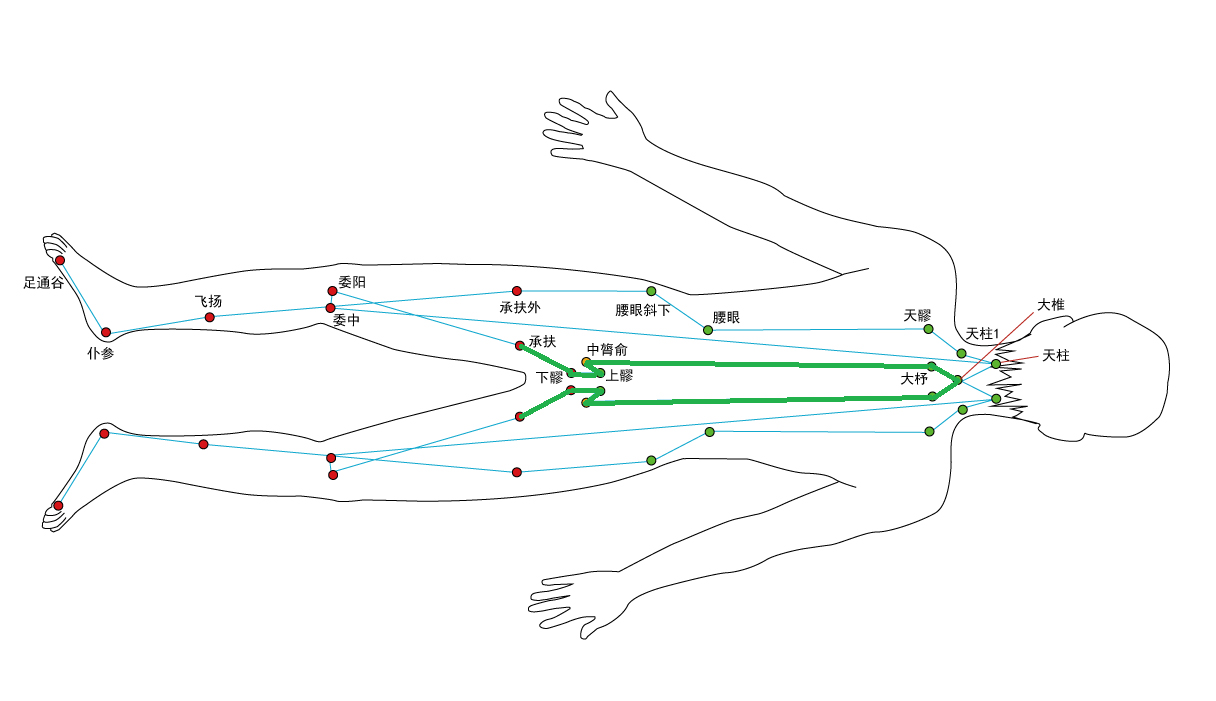 大椎
天柱
天柱1
天髎
腰眼
腰眼斜下
承扶外
委阳
委中
飞扬
足通谷
仆参
承扶
中膂俞
下髎
上髎
大杼